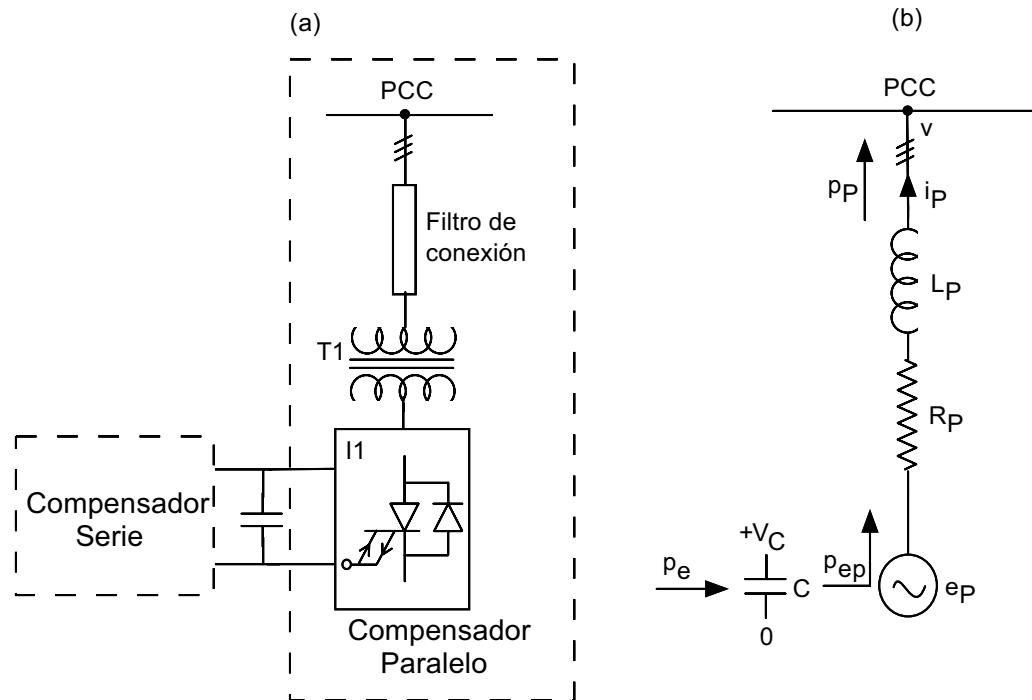 (a)
PCC
Filtro de
conexión
T1
I1
Compensador
Serie
Compensador
Paralelo
(b)
PCC
v
pP
iP
LP
RP
+VC
pe
C
pep
eP
0